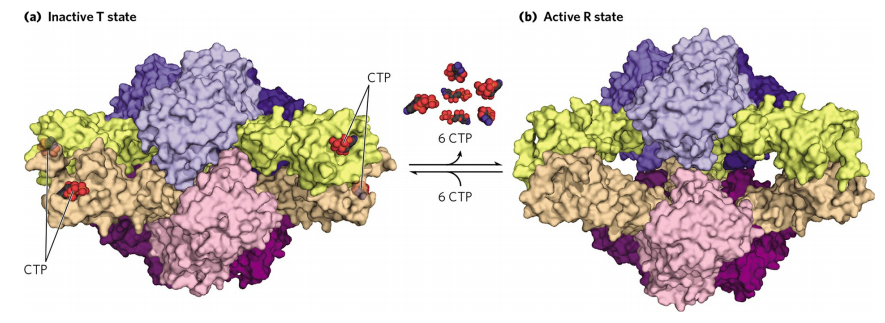 (a) Inactive T state
(b) Active R state
CTP
6 CTP
6 CTP
CTP